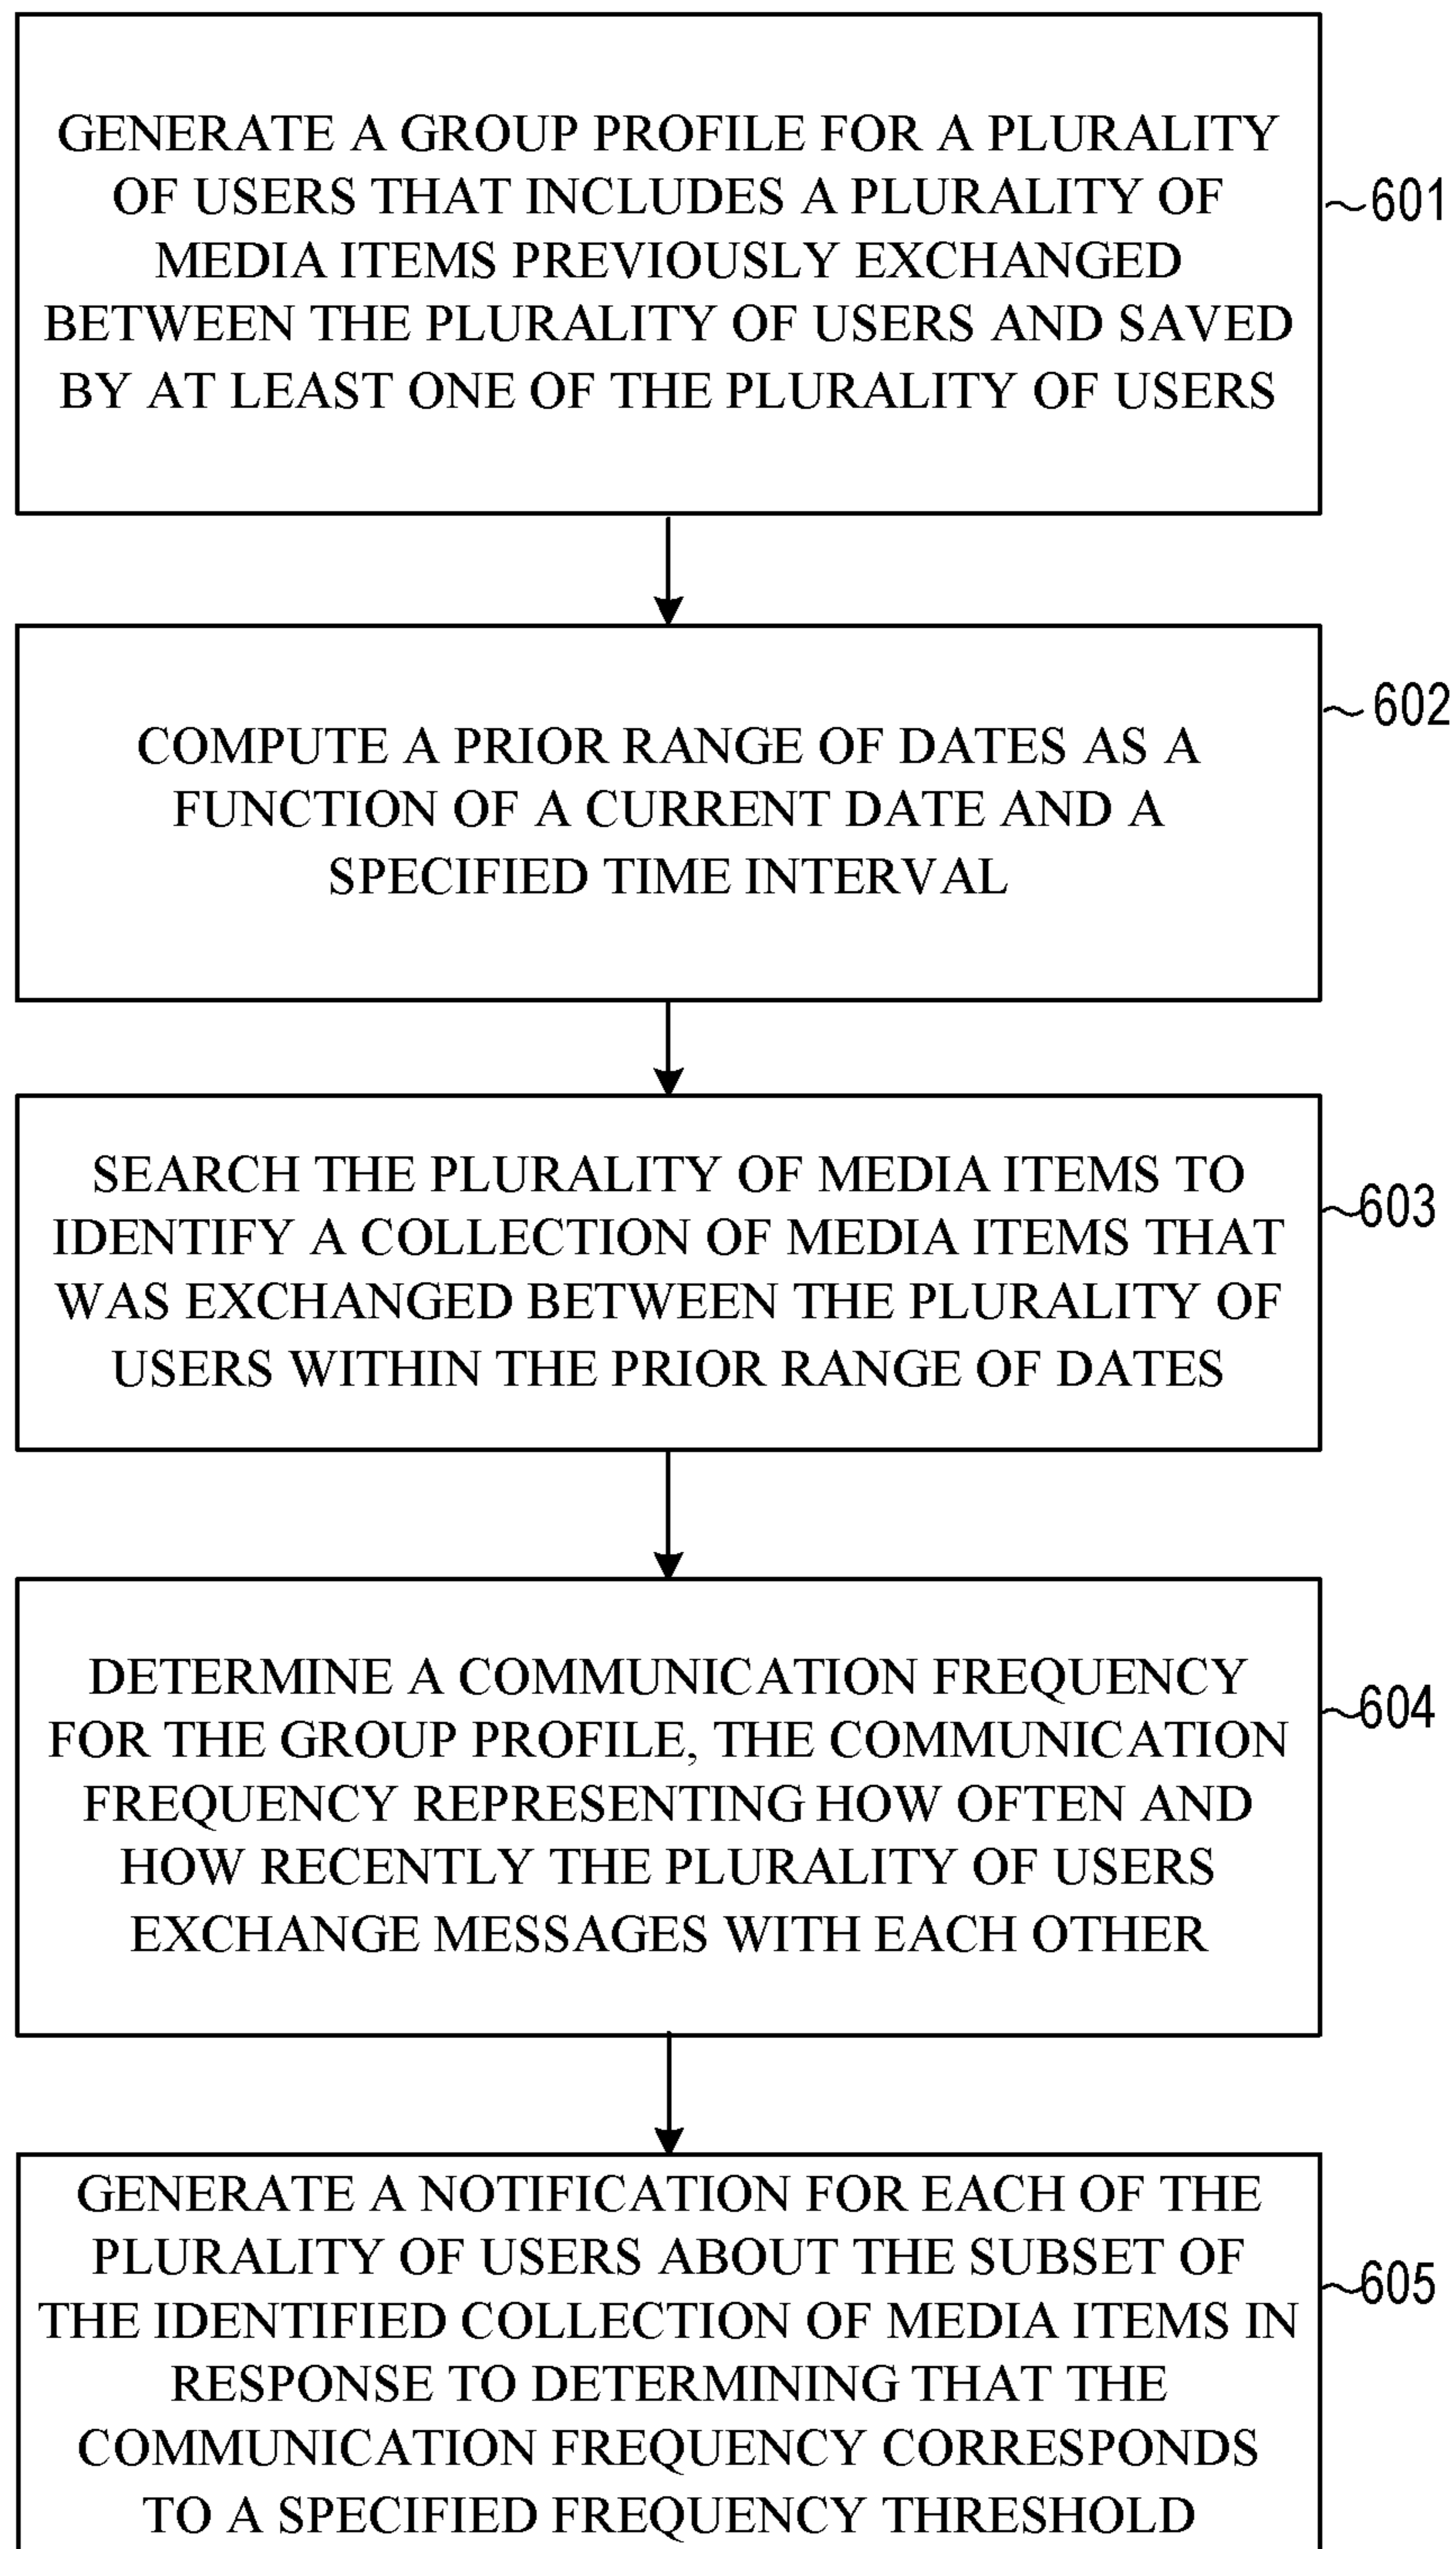 GENERATE A GROUP PROFILE FOR A PLURALITY
OF USERS THAT INCLUDES A PLURALITY OF
MEDIA ITEMS PREVIOUSLY EXCHANGED
BETWEEN THE PLURALITY OF USERS AND SAVED
BY AT LEAST ONE OF THE PLURALITY OF USERS
601
COMPUTE A PRIOR RANGE OF DATES AS A
FUNCTION OF A CURRENT DATE AND A
SPECIFIED TIME INTERVAL
602
SEARCH THE PLURALITY OF MEDIA ITEMS TO
IDENTIFY A COLLECTION OF MEDIA ITEMS THAT
WAS EXCHANGED BETWEEN THE PLURALITY OF
USERS WITHIN THE PRIOR RANGE OF DATES
603
DETERMINE A COMMUNICATION FREQUENCY
FOR THE GROUP PROFILE, THE COMMUNICATION
FREQUENCY REPRESENTING HOW OFTEN AND
HOW RECENTLY THE PLURALITY OF USERS
EXCHANGE MESSAGES WITH EACH OTHER
604
GENERATE A NOTIFICATION FOR EACH OF THE
PLURALITY OF USERS ABOUT THE SUBSET OF
THE IDENTIFIED COLLECTION OF MEDIA ITEMS IN
RESPONSE TO DETERMINING THAT THE
COMMUNICATION FREQUENCY CORRESPONDS
TO A SPECIFIED FREQUENCY THRESHOLD
605